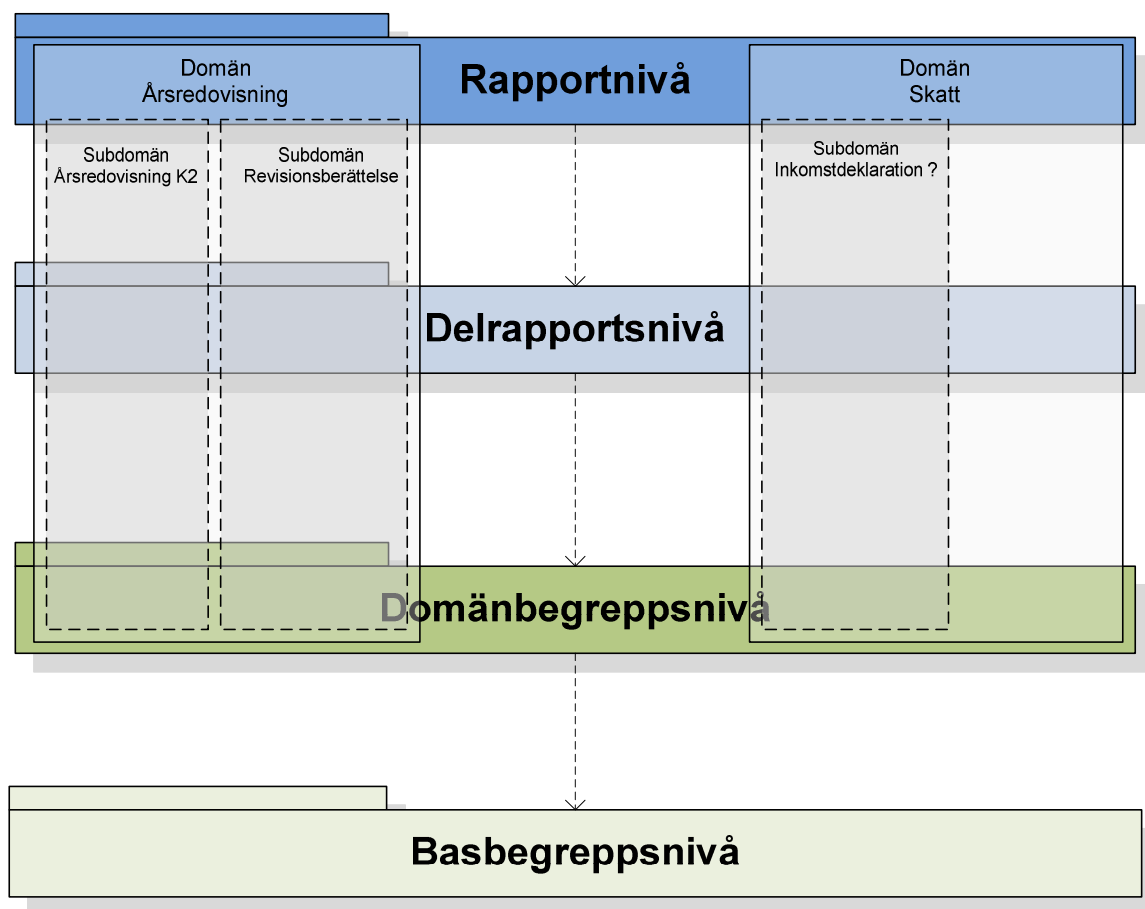 Domän
Årsredovisning
Rapportnivå
Domän
Skatt
Subdomän
Årsredovisning K2
Subdomän
Revisionsberättelse
Subdomän
Inkomstdeklaration ?
Delrapportsnivå
Domänbegreppsnivå
Basbegreppsnivå